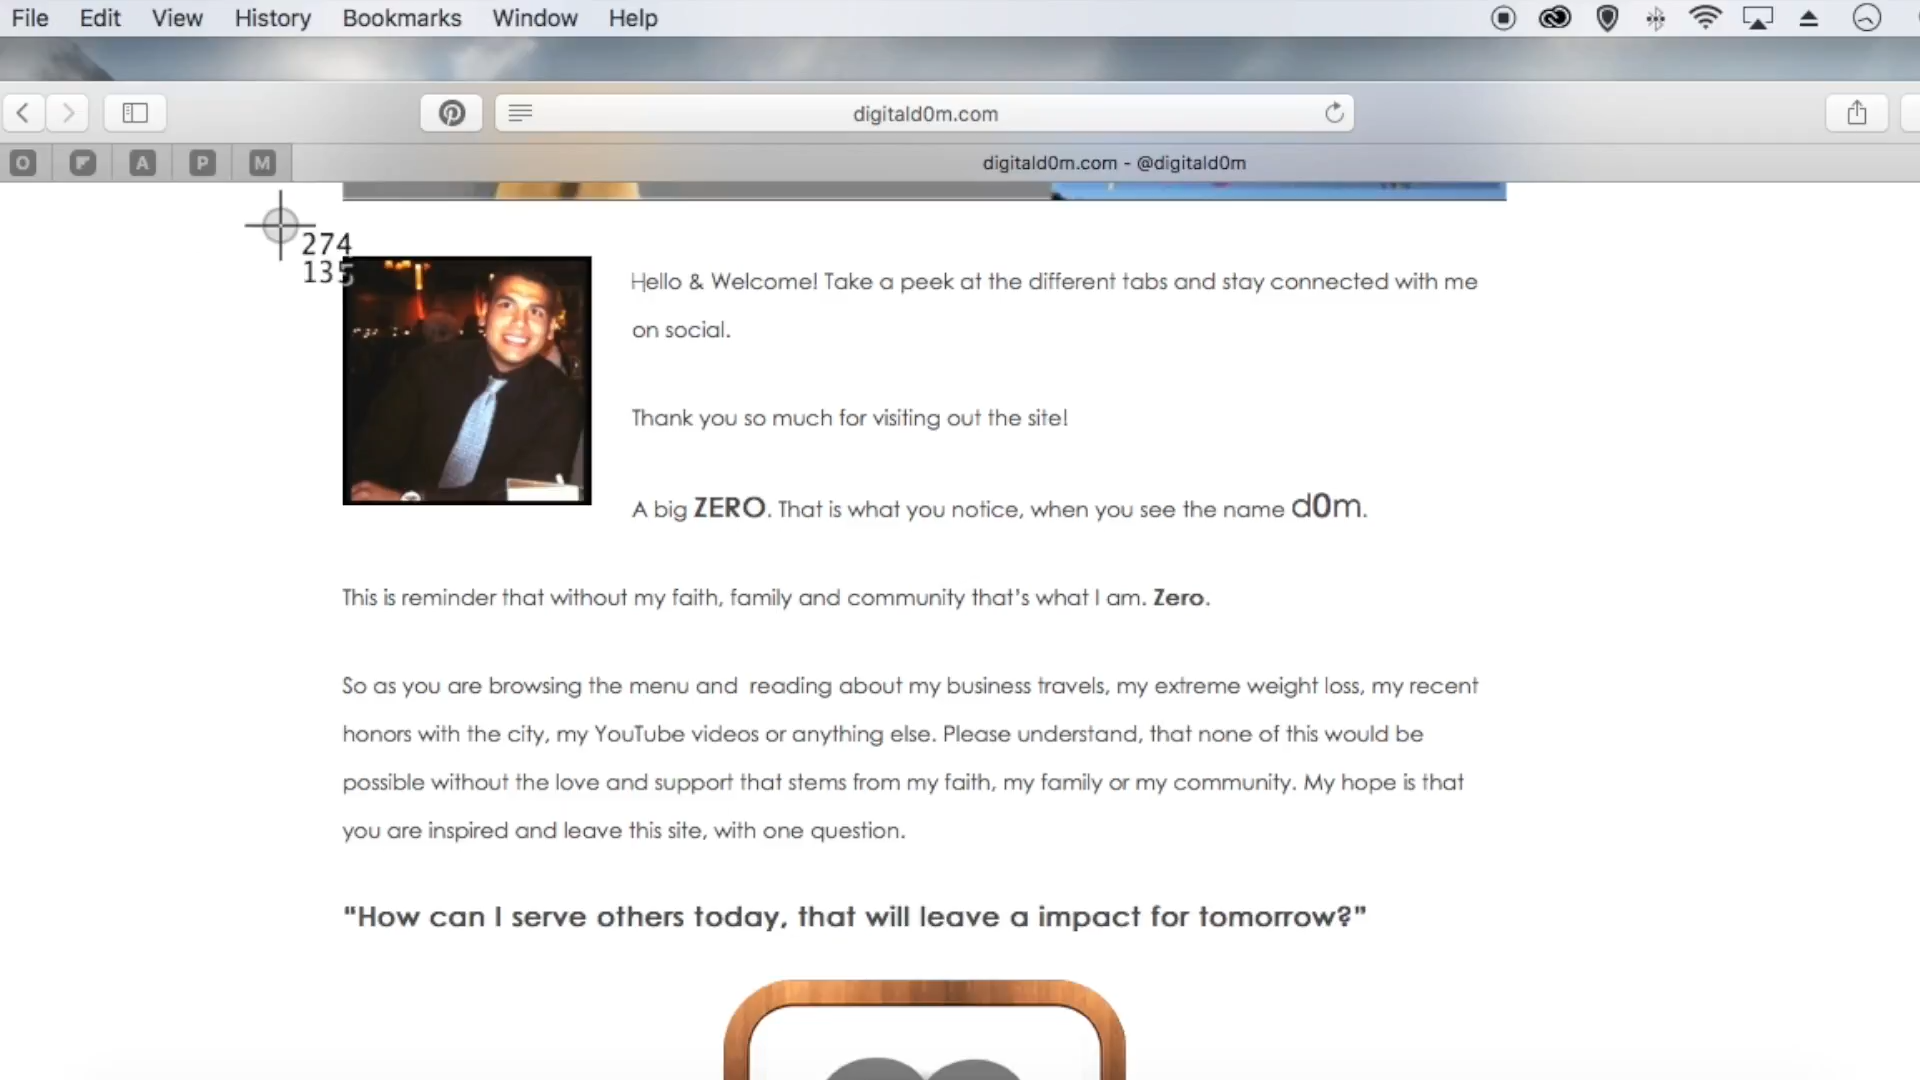 File Edit View History Bookmarks Window Help
digitald0m.com
O A P M
digitald0m.com - @digitald0m
274
135
Hello & Welcome! Take a peek at the different tabs and stay connected with me
on social.
Thank you so much for visiting out the site!
A big ZERO. That is what you notice, when you see the name d0m.
This is reminder that without my faith, family and community that's what I am. Zero.
So as you are browsing the menu and reading about my business travels, my extreme weight loss, my recent
honors with the city, my YouTube videos or anything else. Please understand, that none of this would be
possible without the love and support that stems from my faith, my family or my community. My hope is that
you are inspired and leave this site, with one question.
“How can I serve others today, that will leave a impact for tomorrow?”